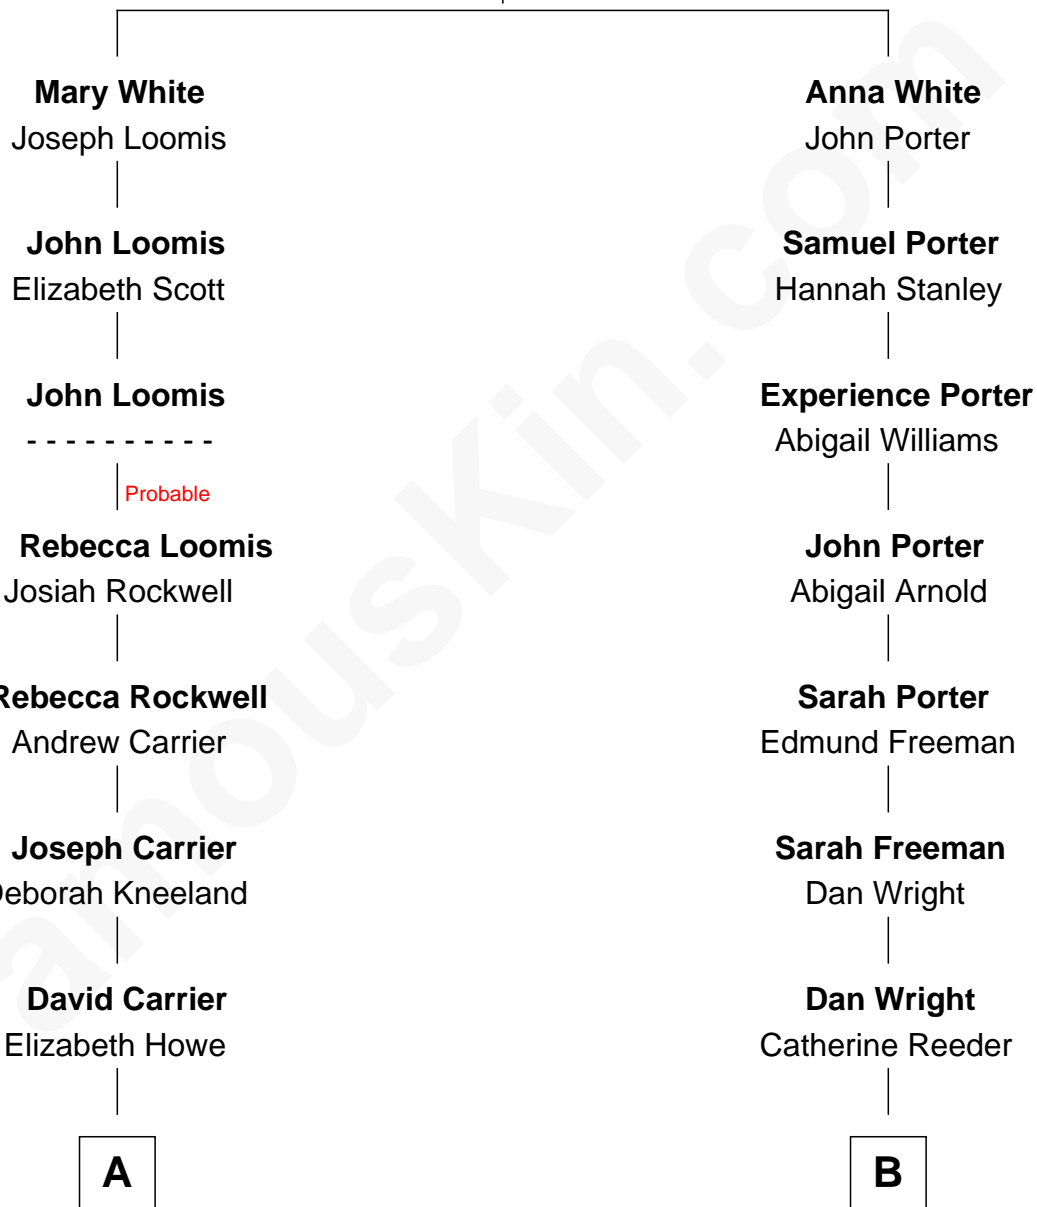 Mary White
Joseph Loomis
John Loomis
Elizabeth Scott
John Loomis
- - - - - - - - - -
Probable
Rebecca Loomis
Josiah Rockwell
Rebecca Rockwell
Andrew Carrier
Joseph Carrier
Deborah Kneeland
David Carrier
Elizabeth Howe
A
Anna White
John Porter
Samuel Porter
Hannah Stanley
Experience Porter
Abigail Williams
John Porter
Abigail Arnold
Sarah Porter
Edmund Freeman
Sarah Freeman
Dan Wright
Dan Wright
Catherine Reeder
B
amousKin.com